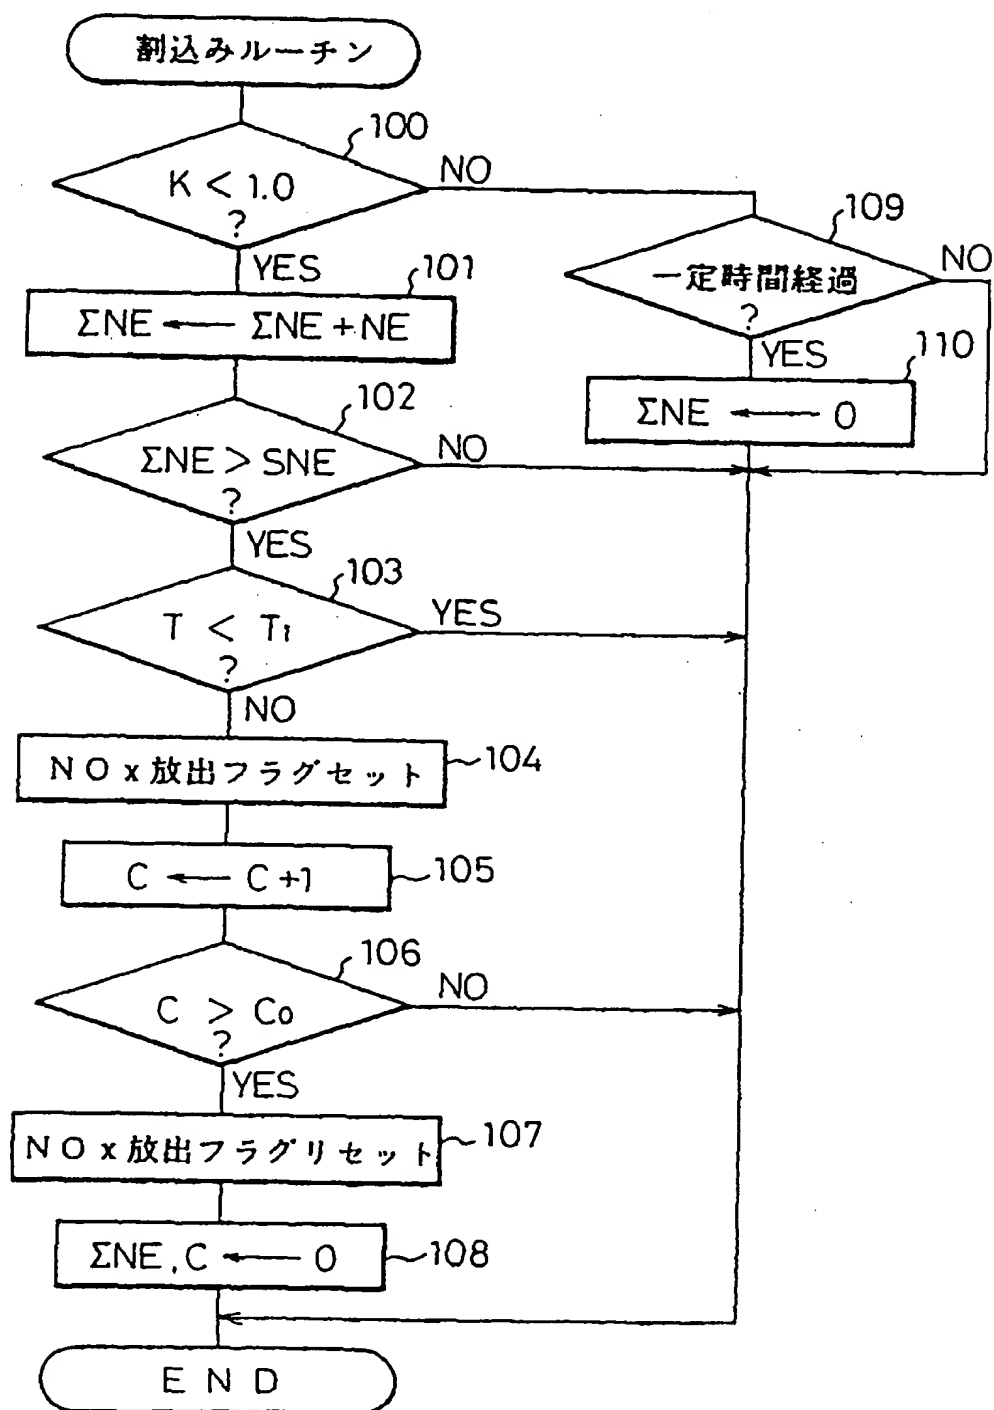 割込みルーチン
100
K < 1.0
?
NO
YES
109
一定時間経過
?
NO
YES
101
ΣNE ← ΣNE + NE
110
ΣNE ← 0
102
ΣNE > SNE
?
NO
YES
103
T < T₁
?
YES
NO
NOx放出フラグセット
104
C ← C+1
105
106
C > C₀
?
NO
YES
NOx放出フラグリセット
107
ΣNE, C ← 0
108
END